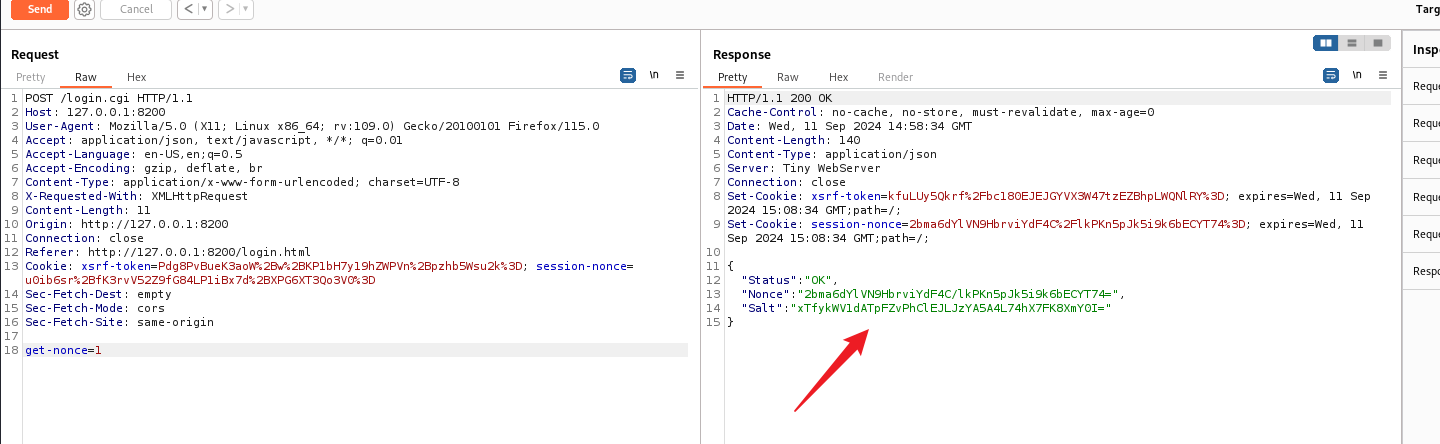 Send Cancel < > Targ
Request
Pretty Raw Hex \n
1 POST /login.cgi HTTP/1.1
2 Host: 127.0.0.1:8200
3 User-Agent: Mozilla/5.0 (X11; Linux x86_64; rv:109.0) Gecko/20100101 Firefox/115.0
4 Accept: application/json, text/javascript, */*; q=0.01
5 Accept-Language: en-US,en;q=0.5
6 Accept-Encoding: gzip, deflate, br
7 Content-Type: application/x-www-form-urlencoded; charset=UTF-8
8 X-Requested-With: XMLHttpRequest
9 Content-Length: 11
10 Origin: http://127.0.0.1:8200
11 Connection: close
12 Referer: http://127.0.0.1:8200/login.html
13 Cookie: xsrf-token=Pdg8PvBueK3aoW%2Bw%2BKP1bH7y19hZWPVn%2Bpzhb5Wsu2k%3D; session-nonce=
uOib6sr%2BfK3rvV52Z9fG84LP1iBx7d%2BXPG6XT3Qo3V0%3D
14 Sec-Fetch-Dest: empty
15 Sec-Fetch-Mode: cors
16 Sec-Fetch-Site: same-origin
17
18 get-nonce=1
Response
Pretty Raw Hex Render \n
1 HTTP/1.1 200 OK
2 Cache-Control: no-cache, no-store, must-revalidate, max-age=0
3 Date: Wed, 11 Sep 2024 14:58:34 GMT
4 Content-Length: 140
5 Content-Type: application/json
6 Server: Tiny WebServer
7 Connection: close
8 Set-Cookie: xsrf-token=kfuLUy5Qkrf%2Fbc180EJEJGYVX3W47tzEZBhpLWQNlRY%3D; expires=Wed, 11 Sep
2024 15:08:34 GMT;path=/;
9 Set-Cookie: session-nonce=2bma6dYlVN9HbrviYdF4C%2FlkPKn5pJk5i9k6bECYT74%3D; expires=Wed, 11
Sep 2024 15:08:34 GMT;path=/;
10
11 {
12 "Status":"OK",
13 "Nonce":"2bma6dYlVN9HbrviYdF4C/lkPKn5pJk5i9k6bECYT74=",
14 "Salt":"xTfykWV1dATpFZvPhClEJLJzYA5A4L74hX7FK8XmY0I="
15 }
Inspe
Reque
Reque
Reque
Reque
Reque
Respo